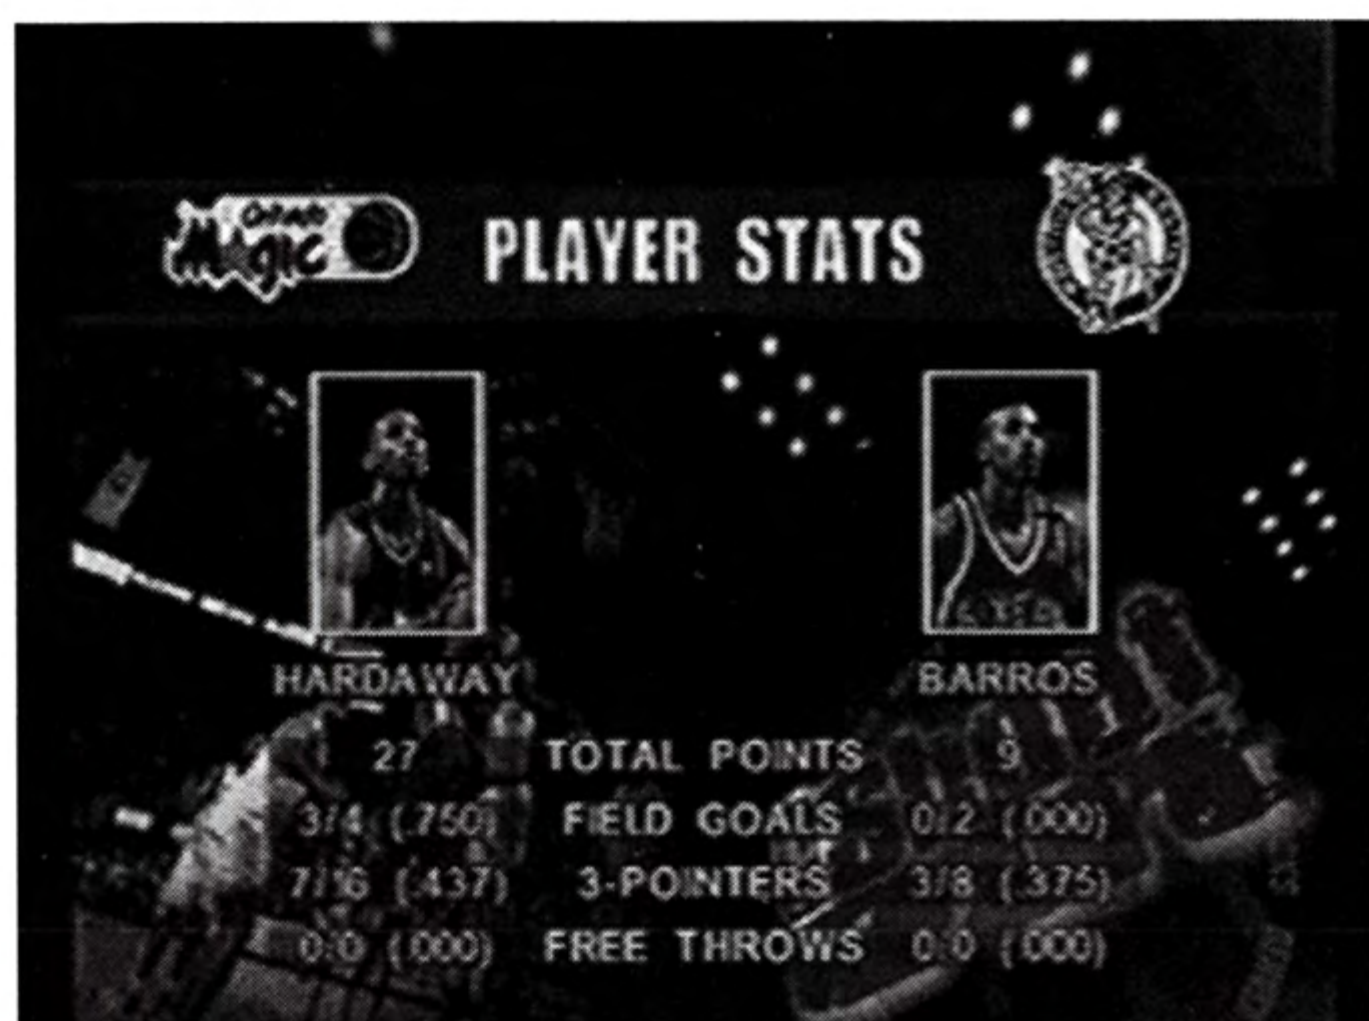 Magic
PLAYER STATS
HARDAWAY
BARROS
27 TOTAL POINTS 9
3/4 (.750) FIELD GOALS 0/2 (.000)
7/16 (.437) 3-POINTERS 3/8 (.375)
0/0 (.000) FREE THROWS 0/0 (.000)